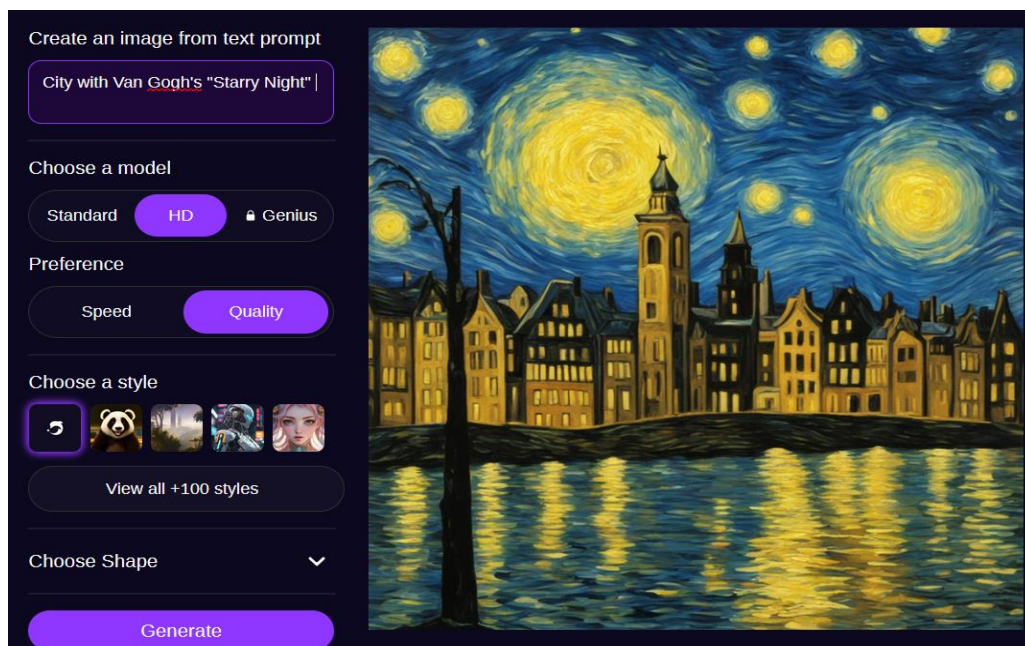 Create an image from text prompt
City with Van Gogh's "Starry Night"
Choose a model
Standard HD Genius
Preference
Speed Quality
Choose a style
View all +100 styles
Choose Shape
Generate